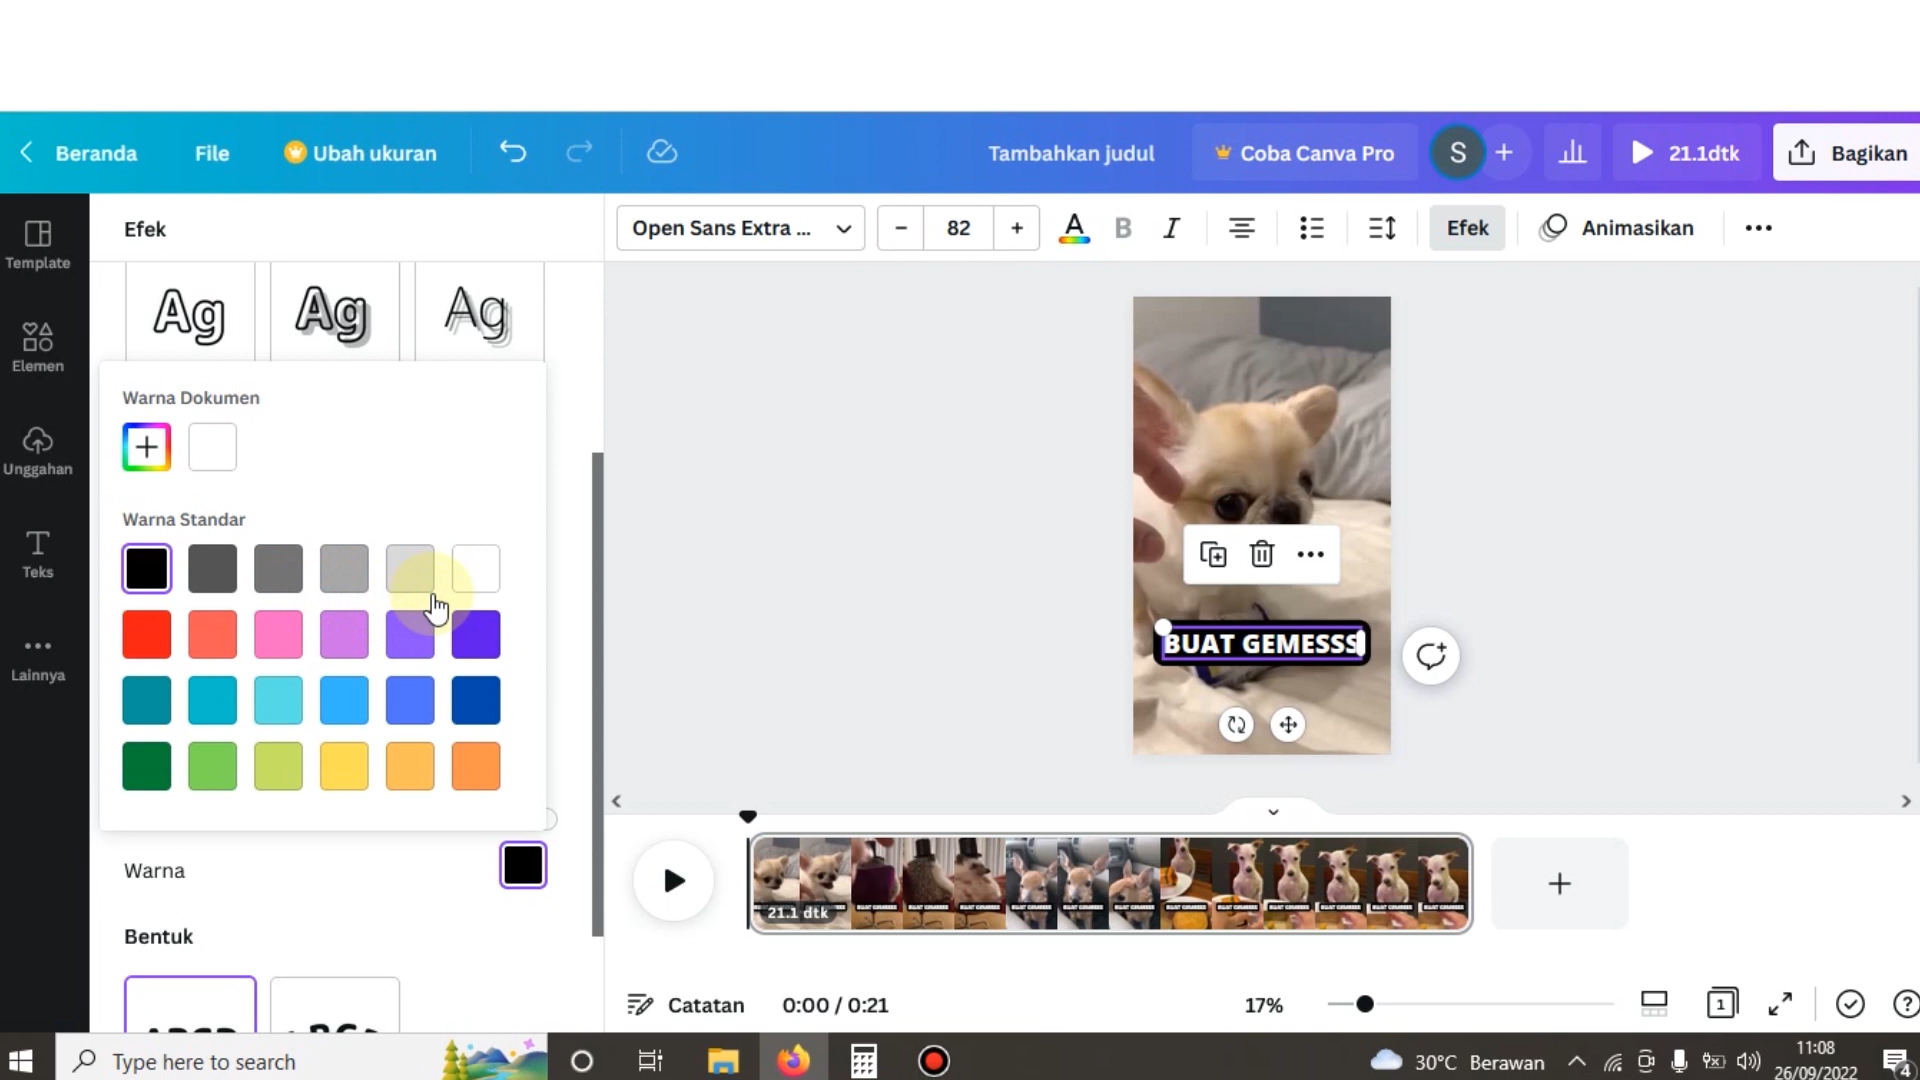 Beranda
File
Ubah ukuran
Tambahkan judul
Coba Canva Pro
S
+
21.1dtk
Bagikan
Template
Elemen
Unggahan
Teks
Lainnya
Efek
Open Sans Extra ...
− 82 +
A
B
I
Efek
Animasikan
Ag
Ag
Ag
Warna Dokumen
Warna Standar
Warna
Bentuk
BUAT GEMESSS
21.1 dtk
Catatan
0:00 / 0:21
17%
1
?
Type here to search
30°C Berawan
11:08
26/09/2022
4